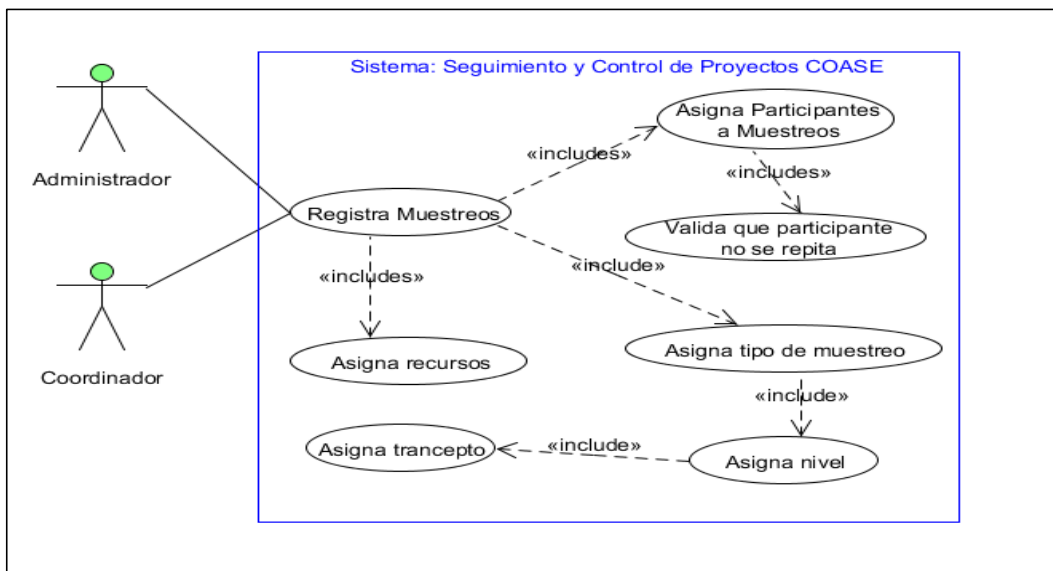 Sistema: Seguimiento y Control de Proyectos COASE
Administrador
Coordinador
Asigna Participantes
a Muestreos
«includes»
«includes»
Registra Muestreos
Valida que participante
no se repita
«includes»
«include»
Asigna recursos
Asigna tipo de muestreo
«include»
Asigna trancepto
«include»
Asigna nivel